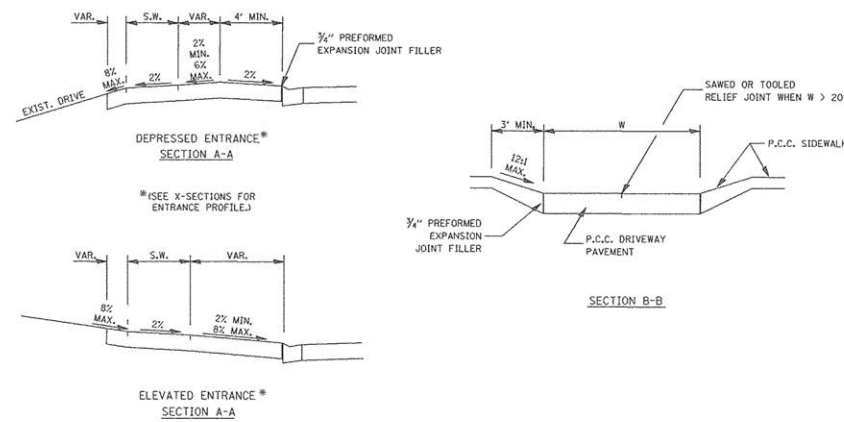 VAR. S.W. VAR. 4' MIN.
2%
MIN.
6%
MAX.
3/4" PREFORMED
EXPANSION JOINT FILLER
8%
MAX.
2%
2%
EXIST. DRIVE
DEPRESSED ENTRANCE*
SECTION A-A
*(SEE X-SECTIONS FOR
ENTRANCE PROFILE.)
VAR. S.W. VAR.
8%
MAX.
2%
2% MIN.
8% MAX.
ELEVATED ENTRANCE*
SECTION A-A
SAWED OR TOOLED
RELIEF JOINT WHEN W > 20
3' MIN. W
12:1
MAX.
P.C.C. SIDEWALK
3/4" PREFORMED
EXPANSION
JOINT FILLER
P.C.C. DRIVEWAY
PAVEMENT
SECTION B-B